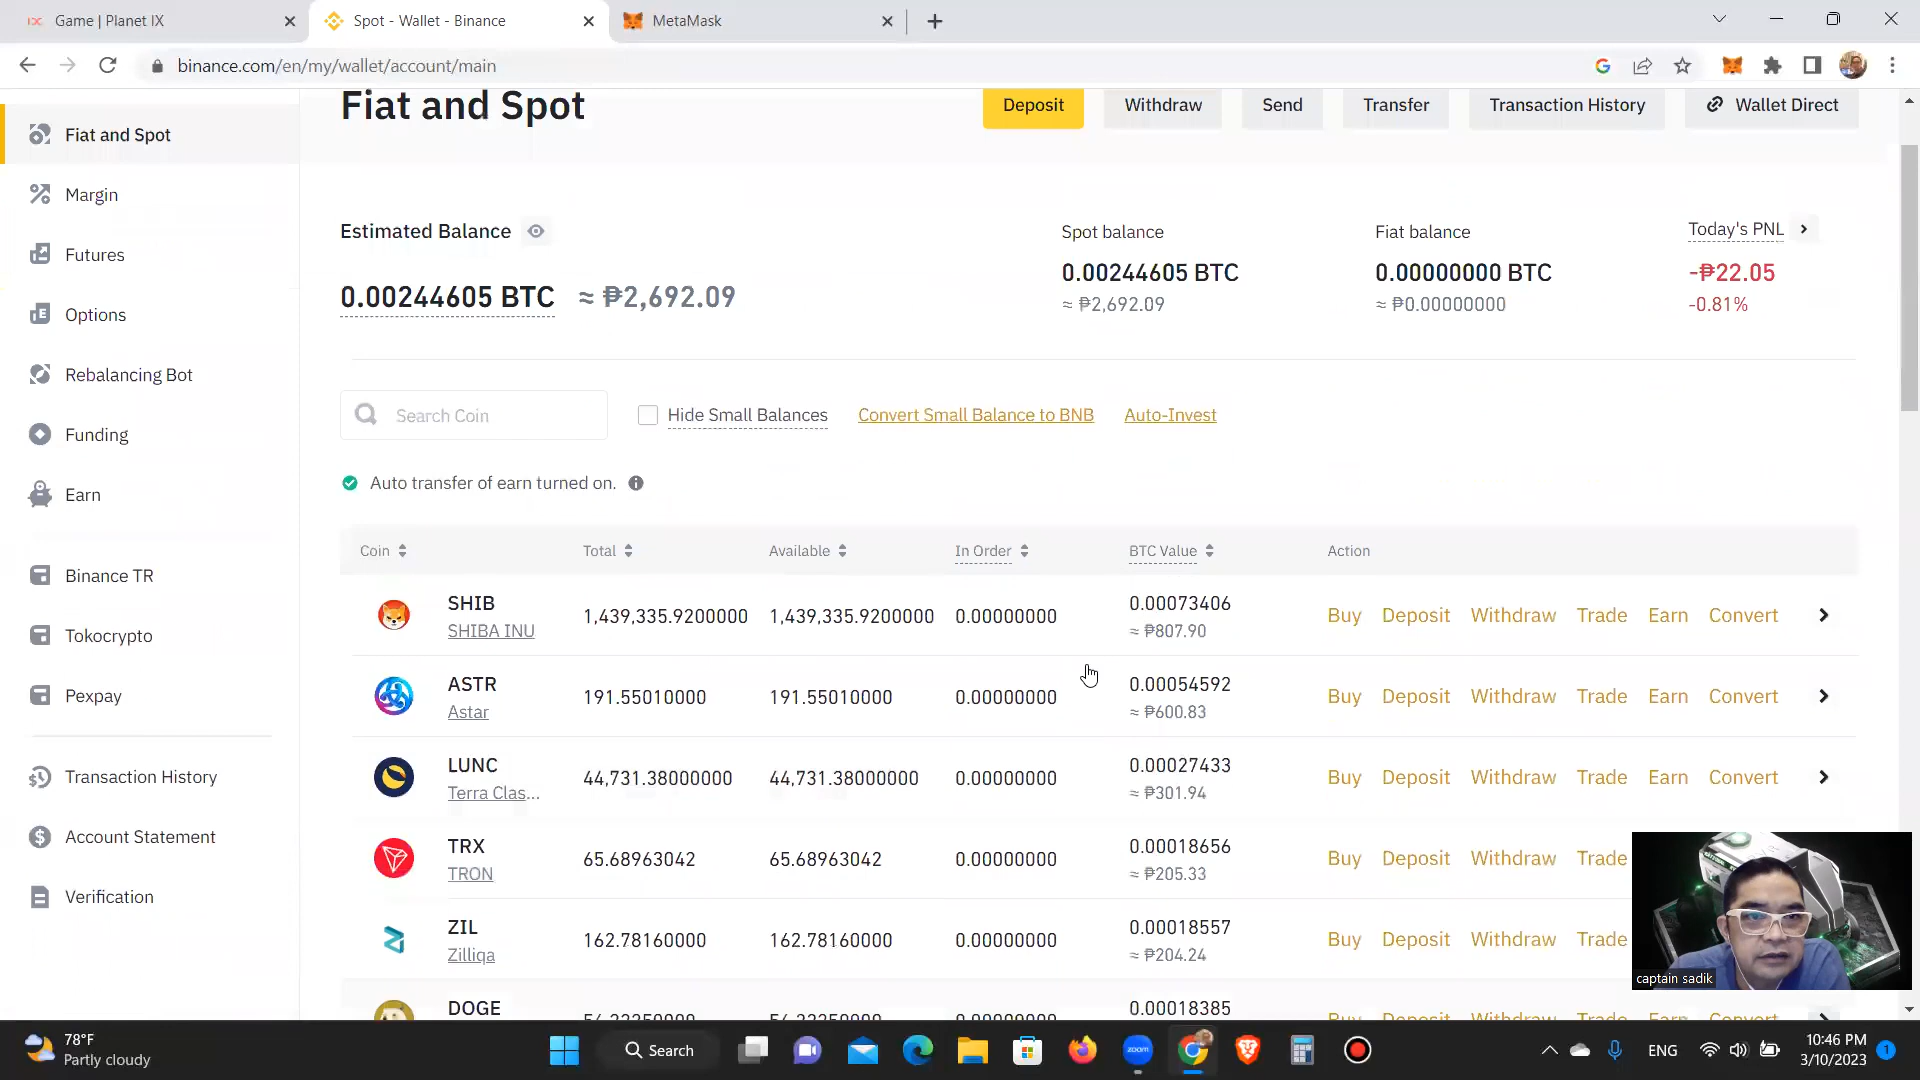 Game | Planet IX
Spot - Wallet - Binance
MetaMask
binance.com/en/my/wallet/account/main
Fiat and Spot
Margin
Futures
Options
Rebalancing Bot
Funding
Earn
Binance TR
Tokocrypto
Pexpay
Transaction History
Account Statement
Verification
Fiat and Spot
Deposit Withdraw Send Transfer Transaction History Wallet Direct
Estimated Balance
0.00244605 BTC ≈ ₱2,692.09
Spot balance
0.00244605 BTC
≈ ₱2,692.09
Fiat balance
0.00000000 BTC
≈ ₱0.00000000
Today's PNL
-₱22.05
-0.81%
Search Coin
Hide Small Balances
Convert Small Balance to BNB
Auto-Invest
Auto transfer of earn turned on.
Coin Total Available In Order BTC Value Action
SHIB
SHIBA INU
1,439,335.9200000 1,439,335.9200000 0.00000000
0.00073406
≈ ₱807.90
Buy Deposit Withdraw Trade Earn Convert
ASTR
Astar
191.55010000 191.55010000 0.00000000
0.00054592
≈ ₱600.83
Buy Deposit Withdraw Trade Earn Convert
LUNC
Terra Clas...
44,731.38000000 44,731.38000000 0.00000000
0.00027433
≈ ₱301.94
Buy Deposit Withdraw Trade Earn Convert
TRX
TRON
65.68963042 65.68963042 0.00000000
0.00018656
≈ ₱205.33
Buy Deposit Withdraw Trade
ZIL
Zilliqa
162.78160000 162.78160000 0.00000000
0.00018557
≈ ₱204.24
Buy Deposit Withdraw Trade
DOGE
0.00018385
Buy Deposit Withdraw Trade Earn Convert
captain sadik
78°F
Partly cloudy
Search
zoom
ENG
10:46 PM
3/10/2023
1